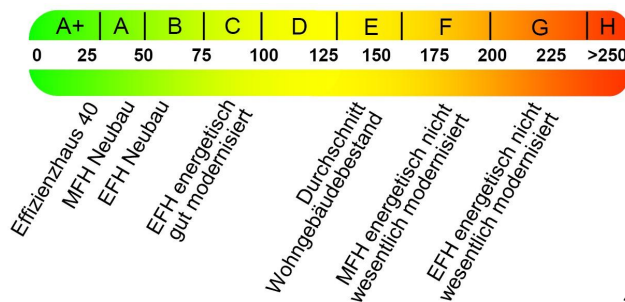 A+ A B C D E F G H
0 25 50 75 100 125 150 175 200 225 >250
Effizienzhaus 40
MFH Neubau
EFH Neubau
EFH energetisch
gut modernisiert
Durchschnitt
Wohngebäudebestand
MFH energetisch nicht
wesentlich modernisiert
EFH energetisch nicht
wesentlich modernisiert